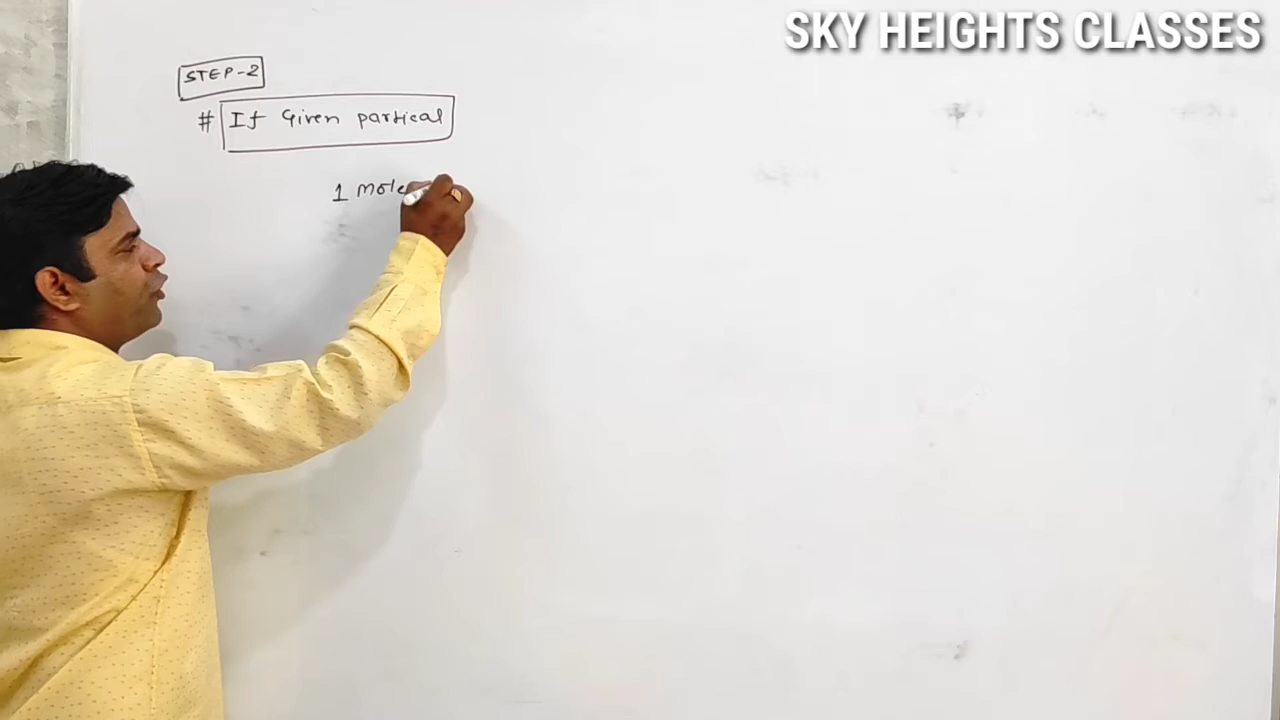 SKY HEIGHTS CLASSES
STEP-2
# If Given partical
1 mole